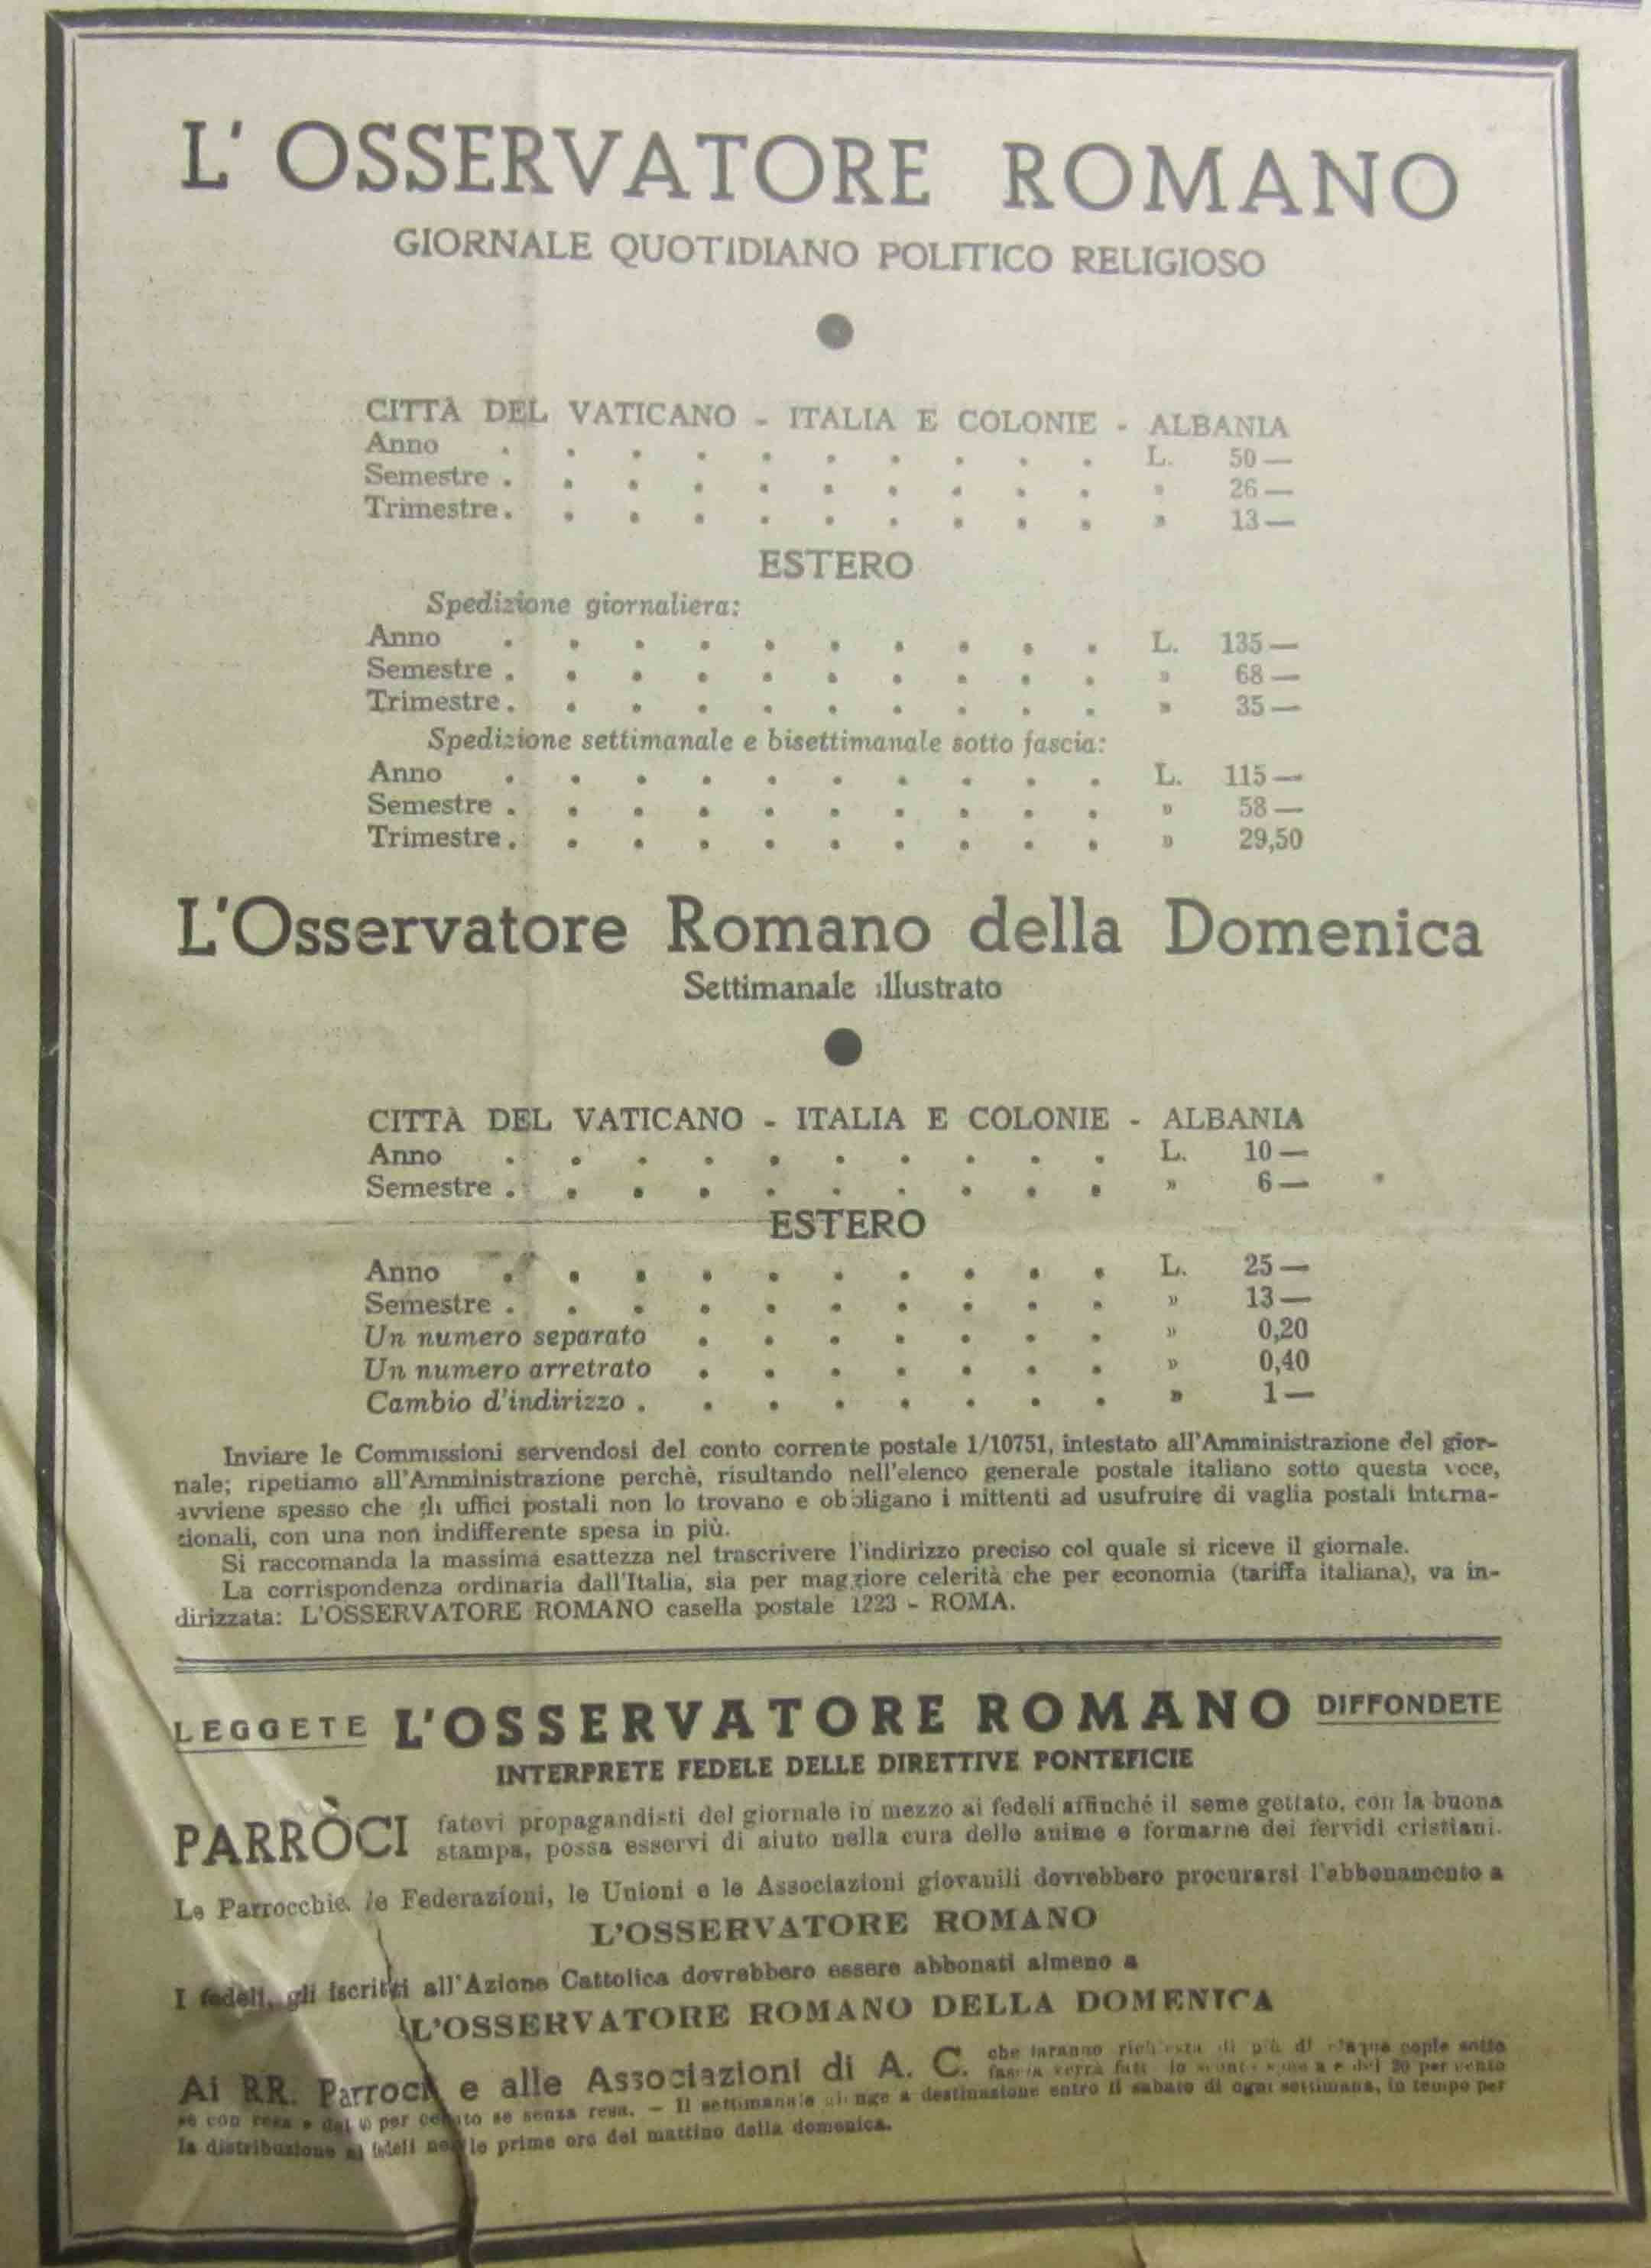 L' OSSERVATORE ROMANO
GIORNALE QUOTIDIANO POLITICO RELIGIOSO
CITTÀ DEL VATICANO - ITALIA E COLONIE - ALBANIA
Anno . . . . . . . . . . L. 50 —
Semestre . . . . . . . . . . » 26 —
Trimestre . . . . . . . . . . » 13 —
ESTERO
Spedizione giornaliera:
Anno . . . . . . . . . . L. 135 —
Semestre . . . . . . . . . . » 68 —
Trimestre . . . . . . . . . . » 35 —
Spedizione settimanale e bisettimanale sotto fascia:
Anno . . . . . . . . . . L. 115 —
Semestre . . . . . . . . . . » 58 —
Trimestre . . . . . . . . . . » 29,50
L'Osservatore Romano della Domenica
Settimanale illustrato
CITTÀ DEL VATICANO - ITALIA E COLONIE - ALBANIA
Anno . . . . . . . . . . L. 10 —
Semestre . . . . . . . . . . » 6 —
ESTERO
Anno . . . . . . . . . . L. 25 —
Semestre . . . . . . . . . . » 13 —
Un numero separato . . . . . . . » 0,20
Un numero arretrato . . . . . . . » 0,40
Cambio d'indirizzo . . . . . . . . » 1 —
Inviare le Commissioni servendosi del conto corrente postale 1/10751, intestato all'Amministrazione del gior-
nale; ripetiamo all'Amministrazione perchè, risultando nell'elenco generale postale italiano sotto questa voce,
avviene spesso che gli uffici postali non lo trovano e obbligano i mittenti ad usufruire di vaglia postali interna-
zionali, con una non indifferente spesa in più.
Si raccomanda la massima esattezza nel trascrivere l'indirizzo preciso col quale si riceve il giornale.
La corrispondenza ordinaria dall'Italia, sia per maggiore celerità che per economia (tariffa italiana), va in-
dirizzata: L'OSSERVATORE ROMANO casella postale 1223 - ROMA.
LEGGETE L'OSSERVATORE ROMANO DIFFONDETE
INTERPRETE FEDELE DELLE DIRETTIVE PONTEFICIE
PARRÒCI fatevi propagandisti del giornale in mezzo ai fedeli affinché il seme gettato, con la buona
stampa, possa esservi di aiuto nella cura delle anime e formarne dei fervidi cristiani.
Le Parrocchie, le Federazioni, le Unioni e le Associazioni giovanili dovrebbero procurarsi l'abbonamento a
L'OSSERVATORE ROMANO
I fedeli, gli iscritti all'Azione Cattolica dovrebbero essere abbonati almeno a
L'OSSERVATORE ROMANO DELLA DOMENICA
Ai RR. Parroci e alle Associazioni di A. C. che faranno richiesta di più di cinque copie sotto
fascia verrà fatto lo sconto del 20 per cento
se con resa e del per cento se senza resa. — Il settimanale giunge a destinazione entro il sabato di ogni settimana, in tempo per
la distribuzione ai fedeli nelle prime ore del mattino della domenica.